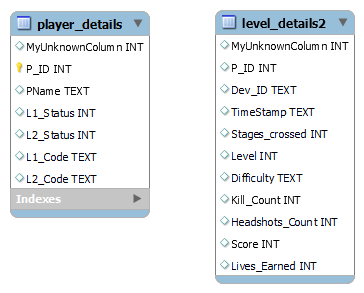 player_details
MyUnknownColumn INT
P_ID INT
PName TEXT
L1_Status INT
L2_Status INT
L1_Code TEXT
L2_Code TEXT
Indexes
level_details2
MyUnknownColumn INT
P_ID INT
Dev_ID TEXT
TimeStamp TEXT
Stages_crossed INT
Level INT
Difficulty TEXT
Kill_Count INT
Headshots_Count INT
Score INT
Lives_Earned INT